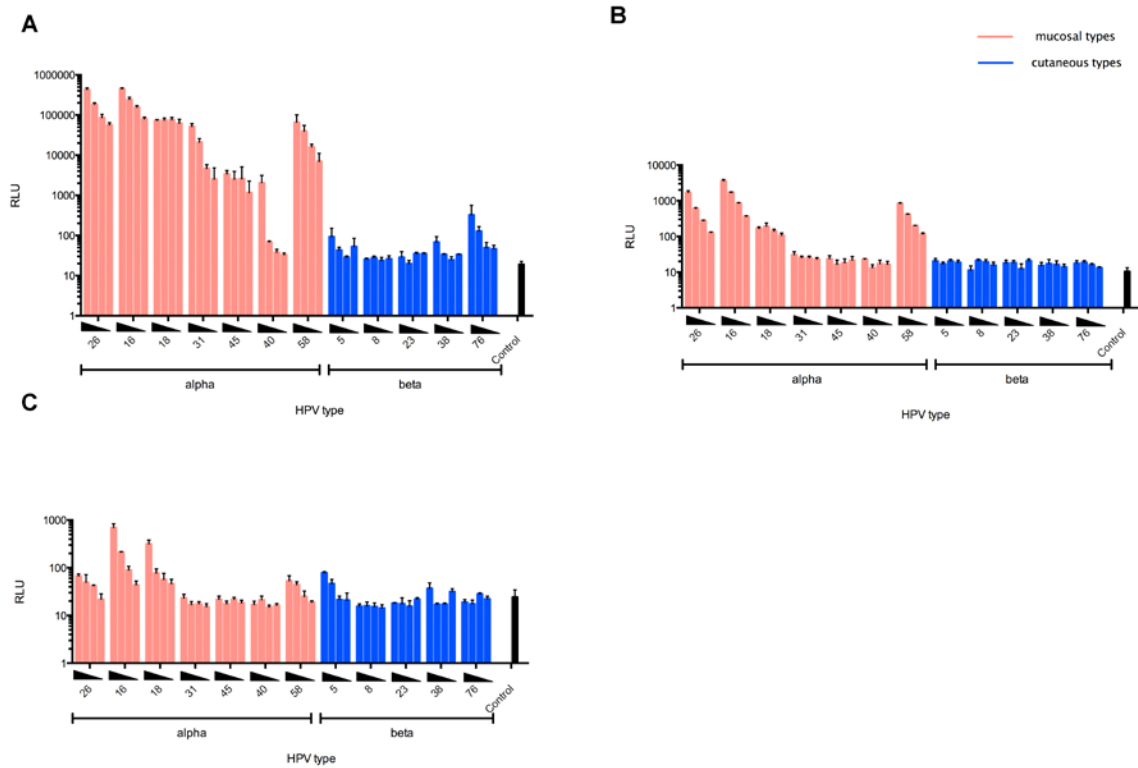 A
1000000
100000
10000
1000
100
10
1
RLU
26 16 18 31 45 40 58 5 8 23 38 76 Control
alpha beta
HPV type
B
mucosal types
cutaneous types
10000
1000
100
10
1
RLU
26 16 18 31 45 40 58 5 8 23 38 76 Control
alpha beta
HPV type
C
1000
100
10
1
RLU
26 16 18 31 45 40 58 5 8 23 38 76 Control
alpha beta
HPV type